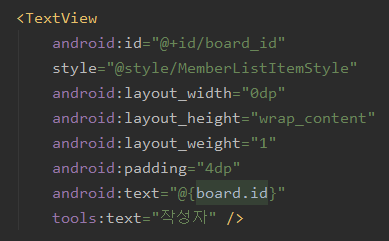 <TextView
android:id="@+id/board_id"
style="@style/MemberListItemStyle"
android:layout_width="0dp"
android:layout_height="wrap_content"
android:layout_weight="1"
android:padding="4dp"
android:text="@{board.id}"
tools:text="작성자" />